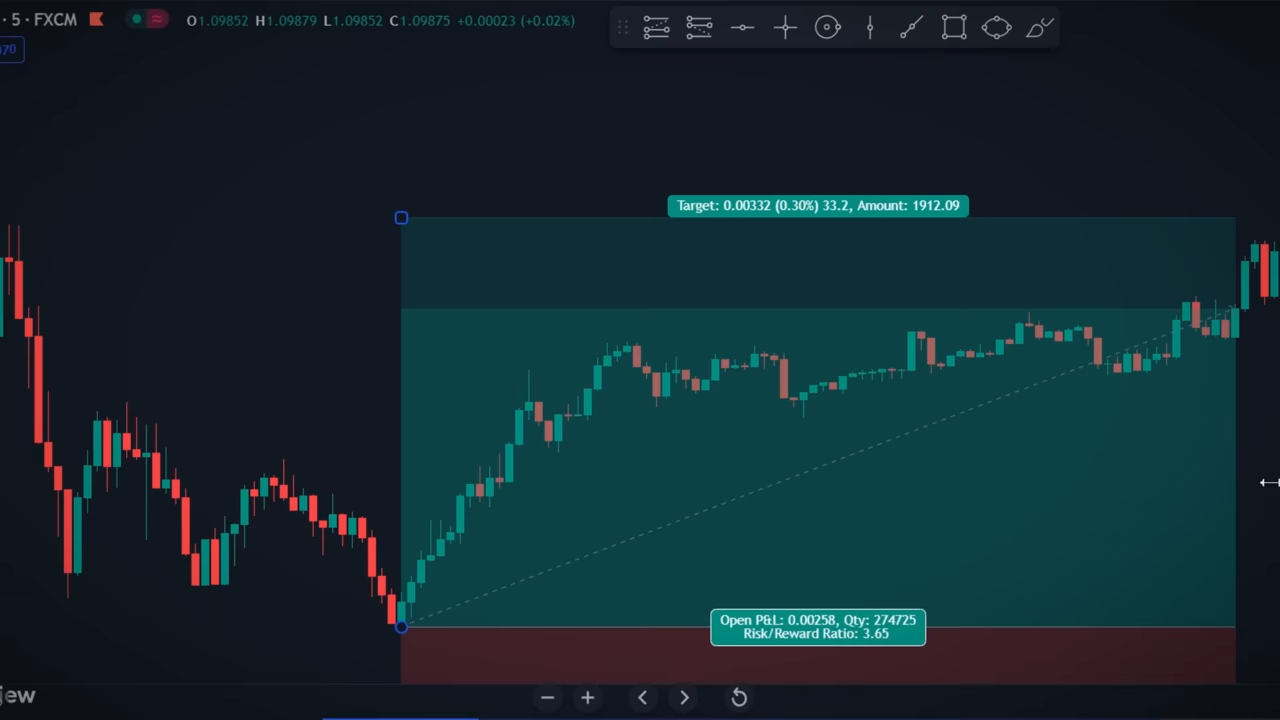 · 5 · FXCM O1.09852 H1.09879 L1.09852 C1.09875 +0.00023 (+0.02%)
70
Target: 0.00332 (0.30%) 33.2, Amount: 1912.09
Open P&L: 0.00258, Qty: 274725
Risk/Reward Ratio: 3.65
iew